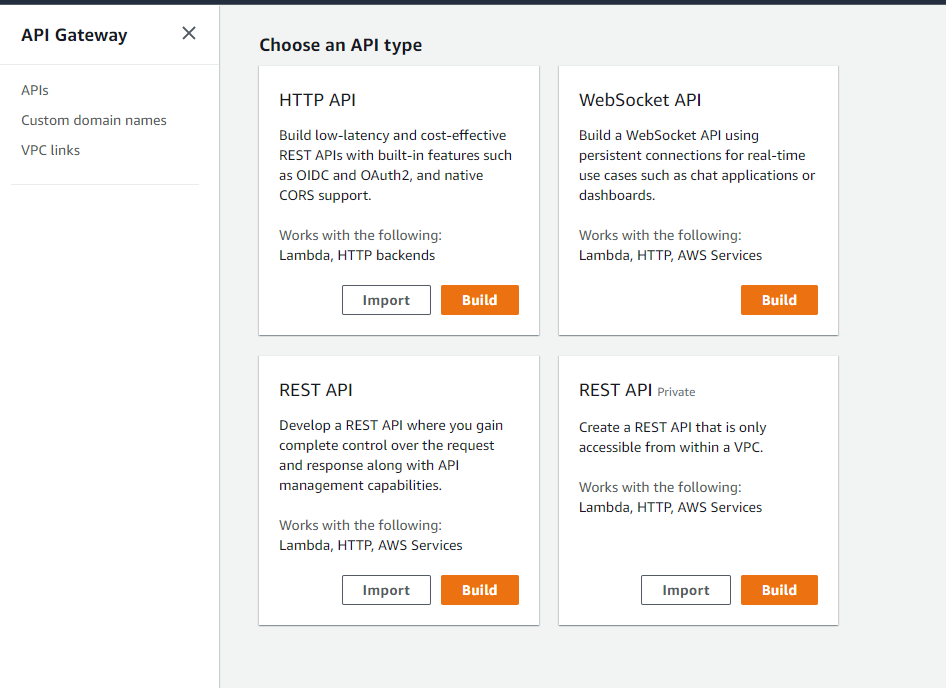 API Gateway
APIs
Custom domain names
VPC links
Choose an API type
HTTP API
Build low-latency and cost-effective
REST APIs with built-in features such
as OIDC and OAuth2, and native
CORS support.
Works with the following:
Lambda, HTTP backends
Import
Build
WebSocket API
Build a WebSocket API using
persistent connections for real-time
use cases such as chat applications or
dashboards.
Works with the following:
Lambda, HTTP, AWS Services
Build
REST API
Develop a REST API where you gain
complete control over the request
and response along with API
management capabilities.
Works with the following:
Lambda, HTTP, AWS Services
Import
Build
REST API Private
Create a REST API that is only
accessible from within a VPC.
Works with the following:
Lambda, HTTP, AWS Services
Import
Build